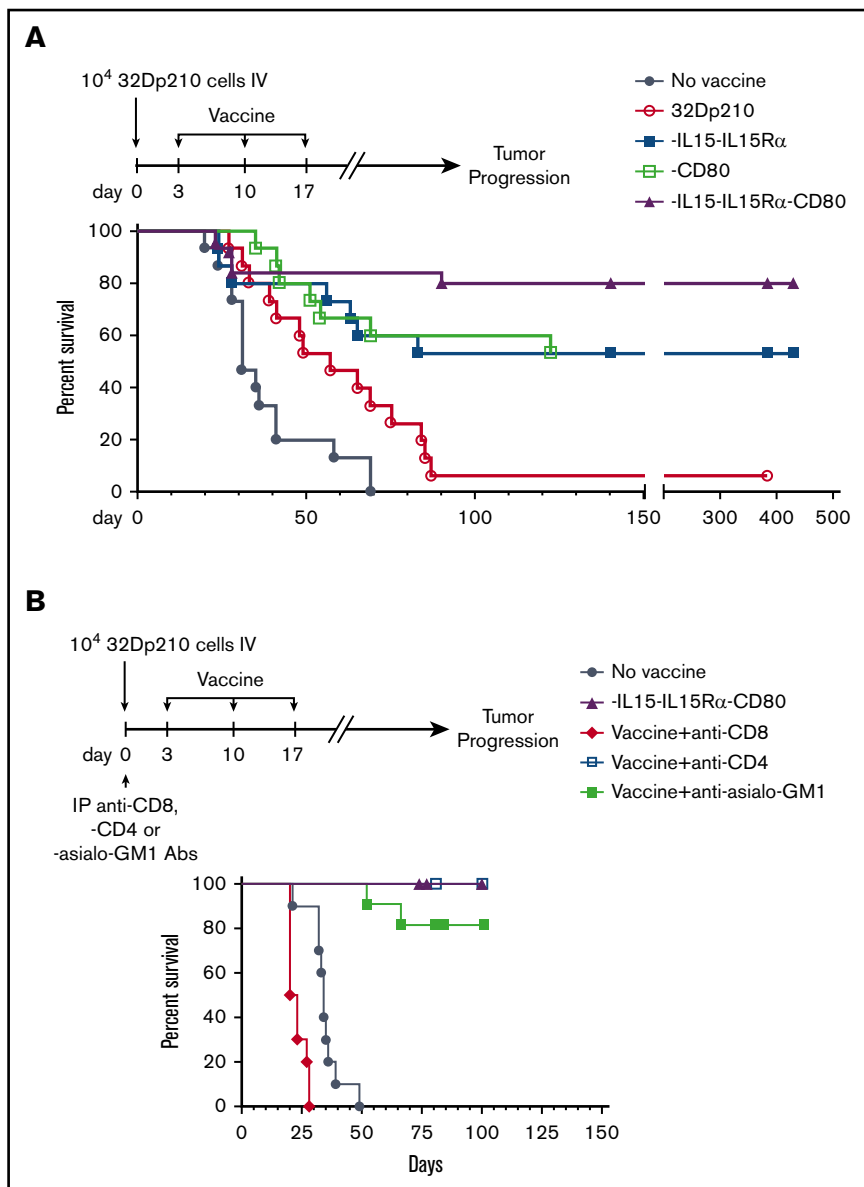 A
10⁴ 32Dp210 cells IV
Vaccine
day 0 3 10 17
Tumor
Progression
No vaccine
32Dp210
-IL15-IL15Rα
-CD80
-IL15-IL15Rα-CD80
Percent survival
100
80
60
40
20
0
day 0 50 100 150 300 400 500
B
10⁴ 32Dp210 cells IV
Vaccine
day 0 3 10 17
Tumor
Progression
IP anti-CD8,
-CD4 or
-asialo-GM1 Abs
No vaccine
-IL15-IL15Rα-CD80
Vaccine+anti-CD8
Vaccine+anti-CD4
Vaccine+anti-asialo-GM1
Percent survival
100
80
60
40
20
0
0 25 50 75 100 125 150
Days